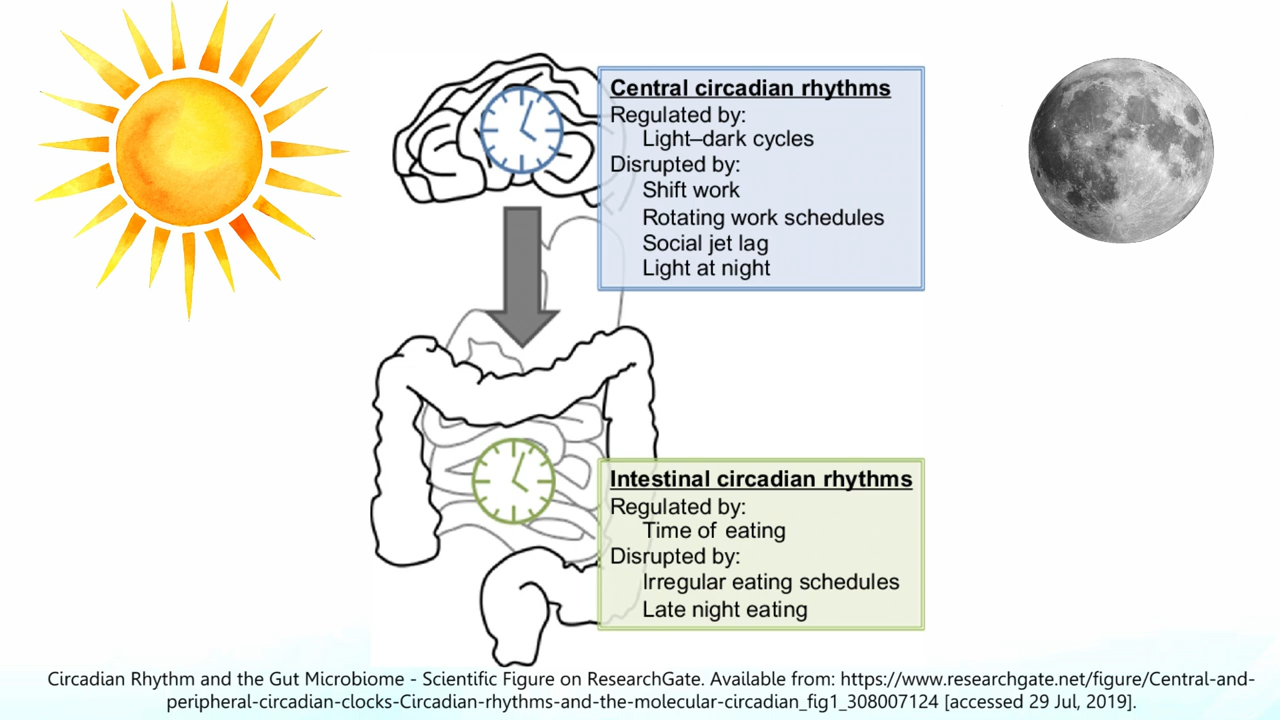 Central circadian rhythms
Regulated by:
Light–dark cycles
Disrupted by:
Shift work
Rotating work schedules
Social jet lag
Light at night
Intestinal circadian rhythms
Regulated by:
Time of eating
Disrupted by:
Irregular eating schedules
Late night eating
Circadian Rhythm and the Gut Microbiome - Scientific Figure on ResearchGate. Available from: https://www.researchgate.net/figure/Central-and-
peripheral-circadian-clocks-Circadian-rhythms-and-the-molecular-circadian_fig1_308007124 [accessed 29 Jul, 2019].